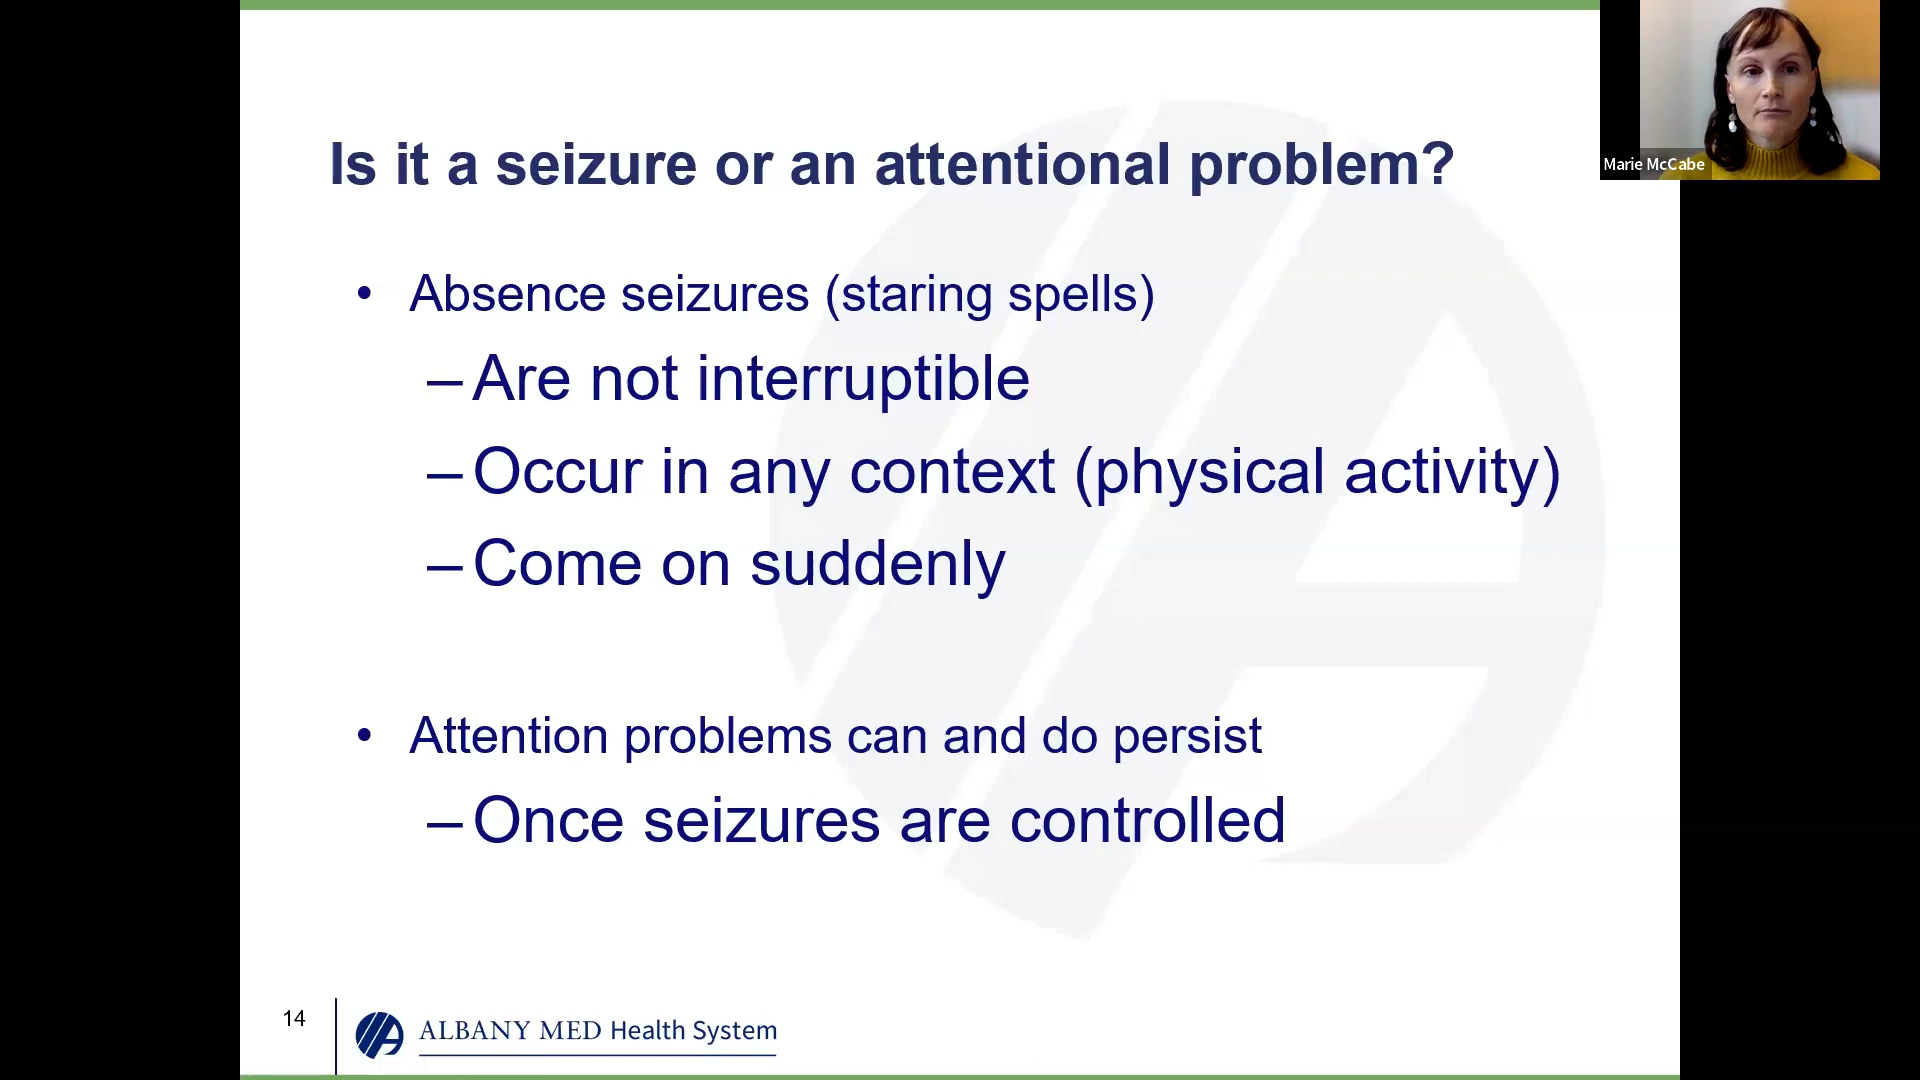 Is it a seizure or an attentional problem?
Marie McCabe
• Absence seizures (staring spells)
– Are not interruptible
– Occur in any context (physical activity)
– Come on suddenly
• Attention problems can and do persist
– Once seizures are controlled
14
ALBANY MED Health System